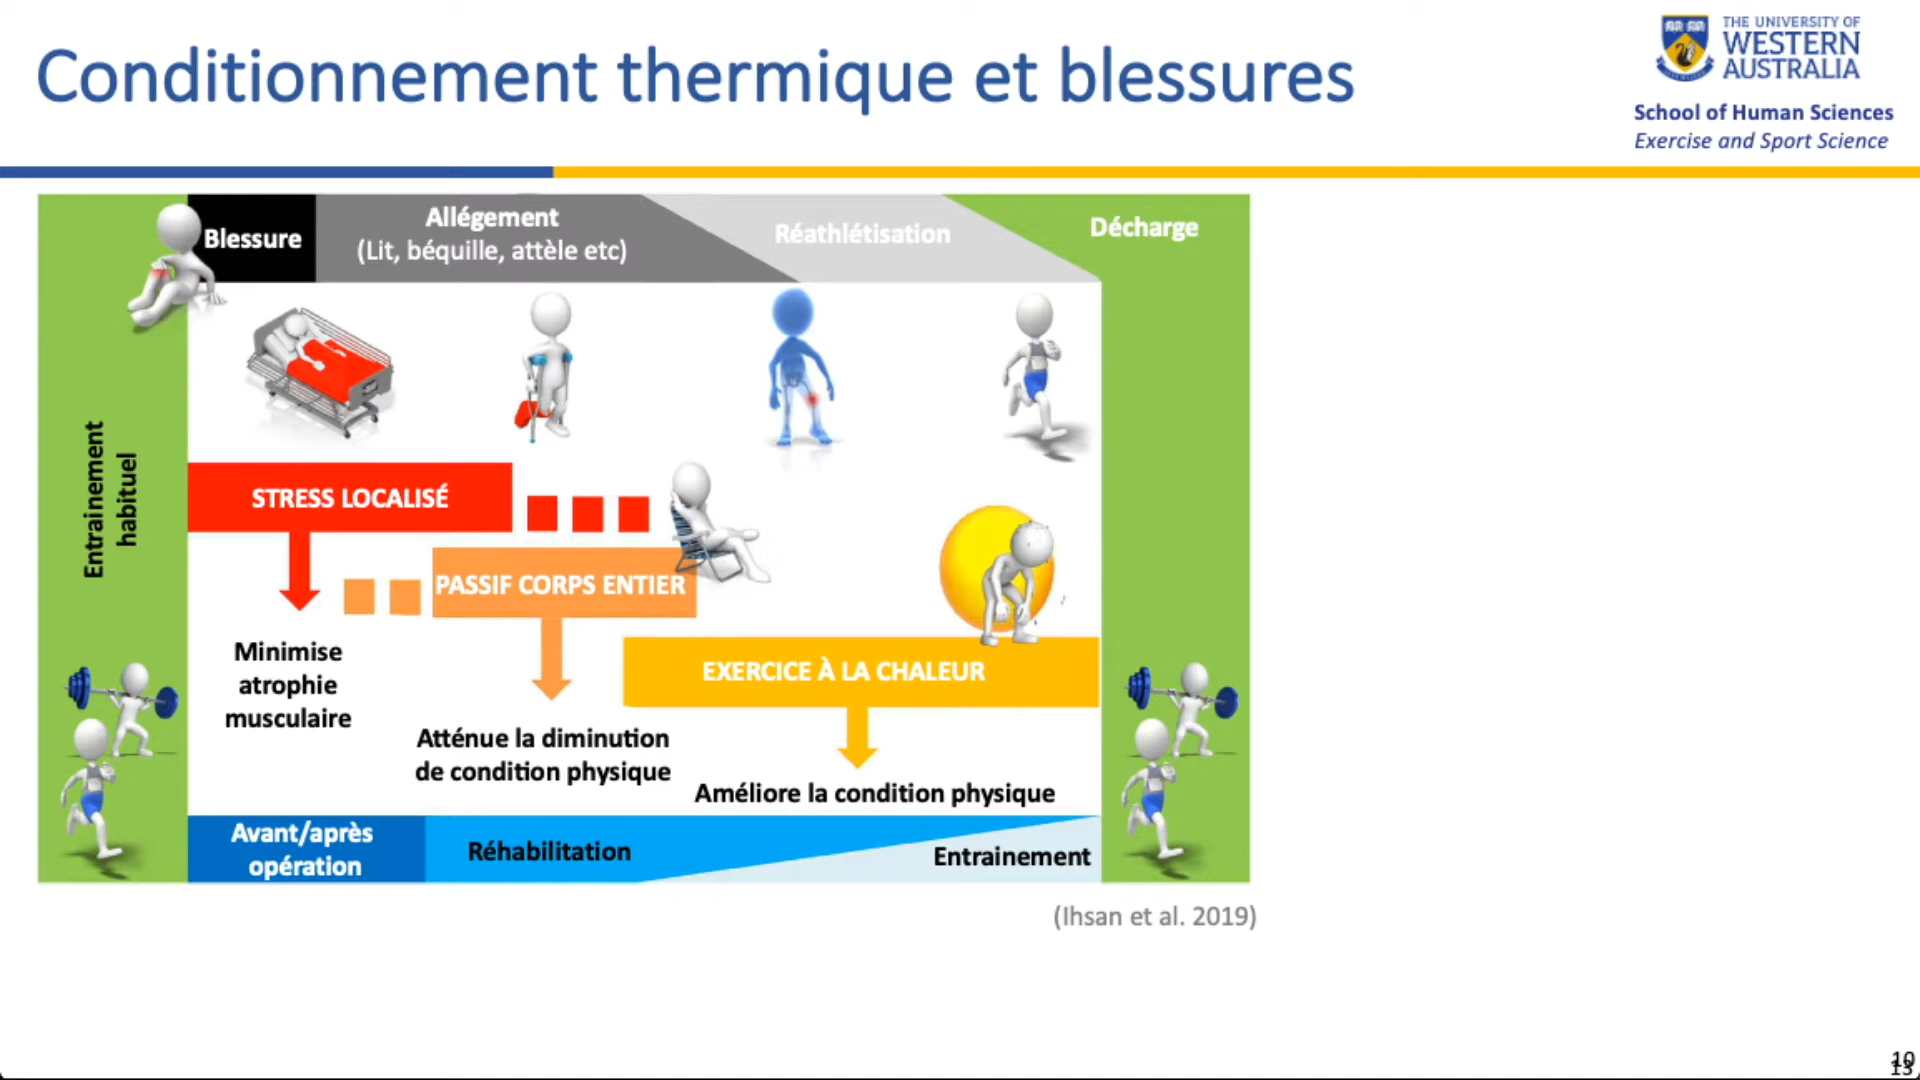 Conditionnement thermique et blessures
THE UNIVERSITY OF
WESTERN
AUSTRALIA
School of Human Sciences
Exercise and Sport Science
Blessure
Allégement
(Lit, béquille, attèle etc)
Réathlétisation
Décharge
Entrainement
habituel
STRESS LOCALISÉ
PASSIF CORPS ENTIER
EXERCICE À LA CHALEUR
Minimise
atrophie
musculaire
Atténue la diminution
de condition physique
Améliore la condition physique
Avant/après
opération
Réhabilitation
Entrainement
(Ihsan et al. 2019)